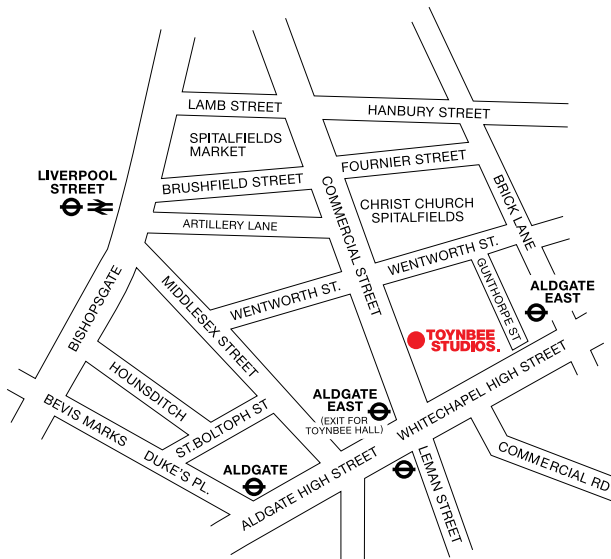 LAMB STREET
HANBURY STREET
SPITALFIELDS
MARKET
FOURNIER STREET
LIVERPOOL
STREET
BRUSHFIELD STREET
COMMERCIAL STREET
BRICK LANE
CHRIST CHURCH
SPITALFIELDS
ARTILLERY LANE
WENTWORTH ST.
GUNTHORPE ST
BISHOPSGATE
MIDDLESEX STREET
WENTWORTH ST.
ALDGATE
EAST
TOYNBEE
STUDIOS.
HOUNSDITCH
BEVIS MARKS
ST.BOLTOPH ST
ALDGATE
EAST
(EXIT FOR
TOYNBEE HALL)
WHITECHAPEL HIGH STREET
DUKE'S PL.
ALDGATE
ALDGATE HIGH STREET
LEMAN STREET
COMMERCIAL RD